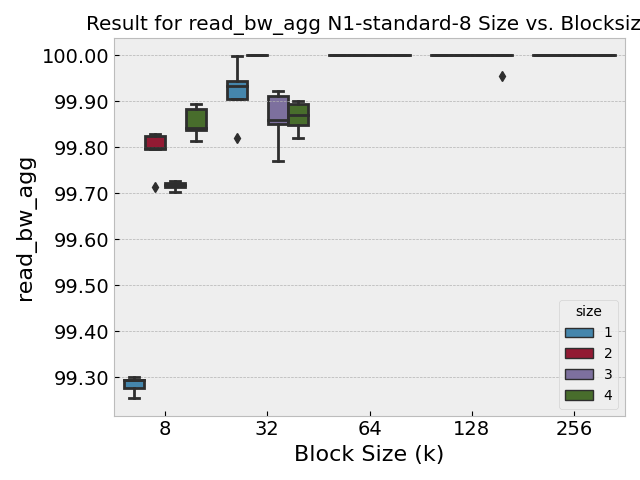 Result for read_bw_agg N1-standard-8 Size vs. Blocksiz
100.00
99.90
99.80
99.70
99.60
99.50
99.40
99.30
read_bw_agg
8 32 64 128 256
Block Size (k)
size
1
2
3
4